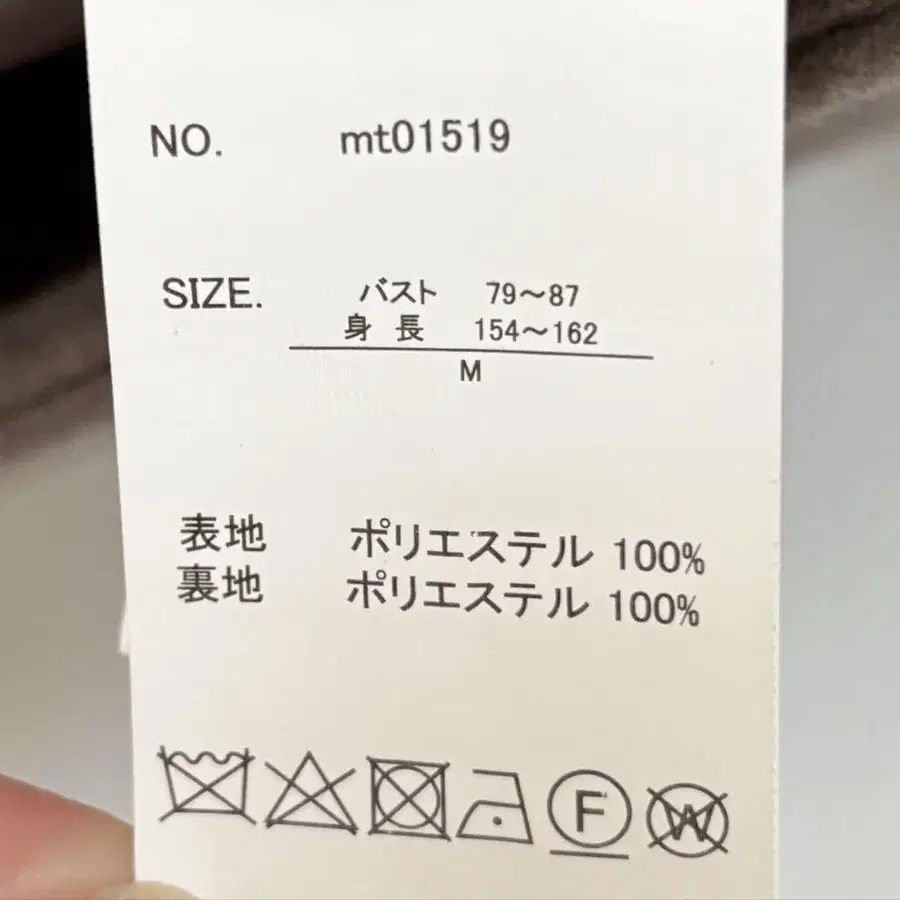 NO. mt01519
SIZE. バスト 79～87
身長 154～162
M
表地 ポリエステル 100%
裏地 ポリエステル 100%
F W